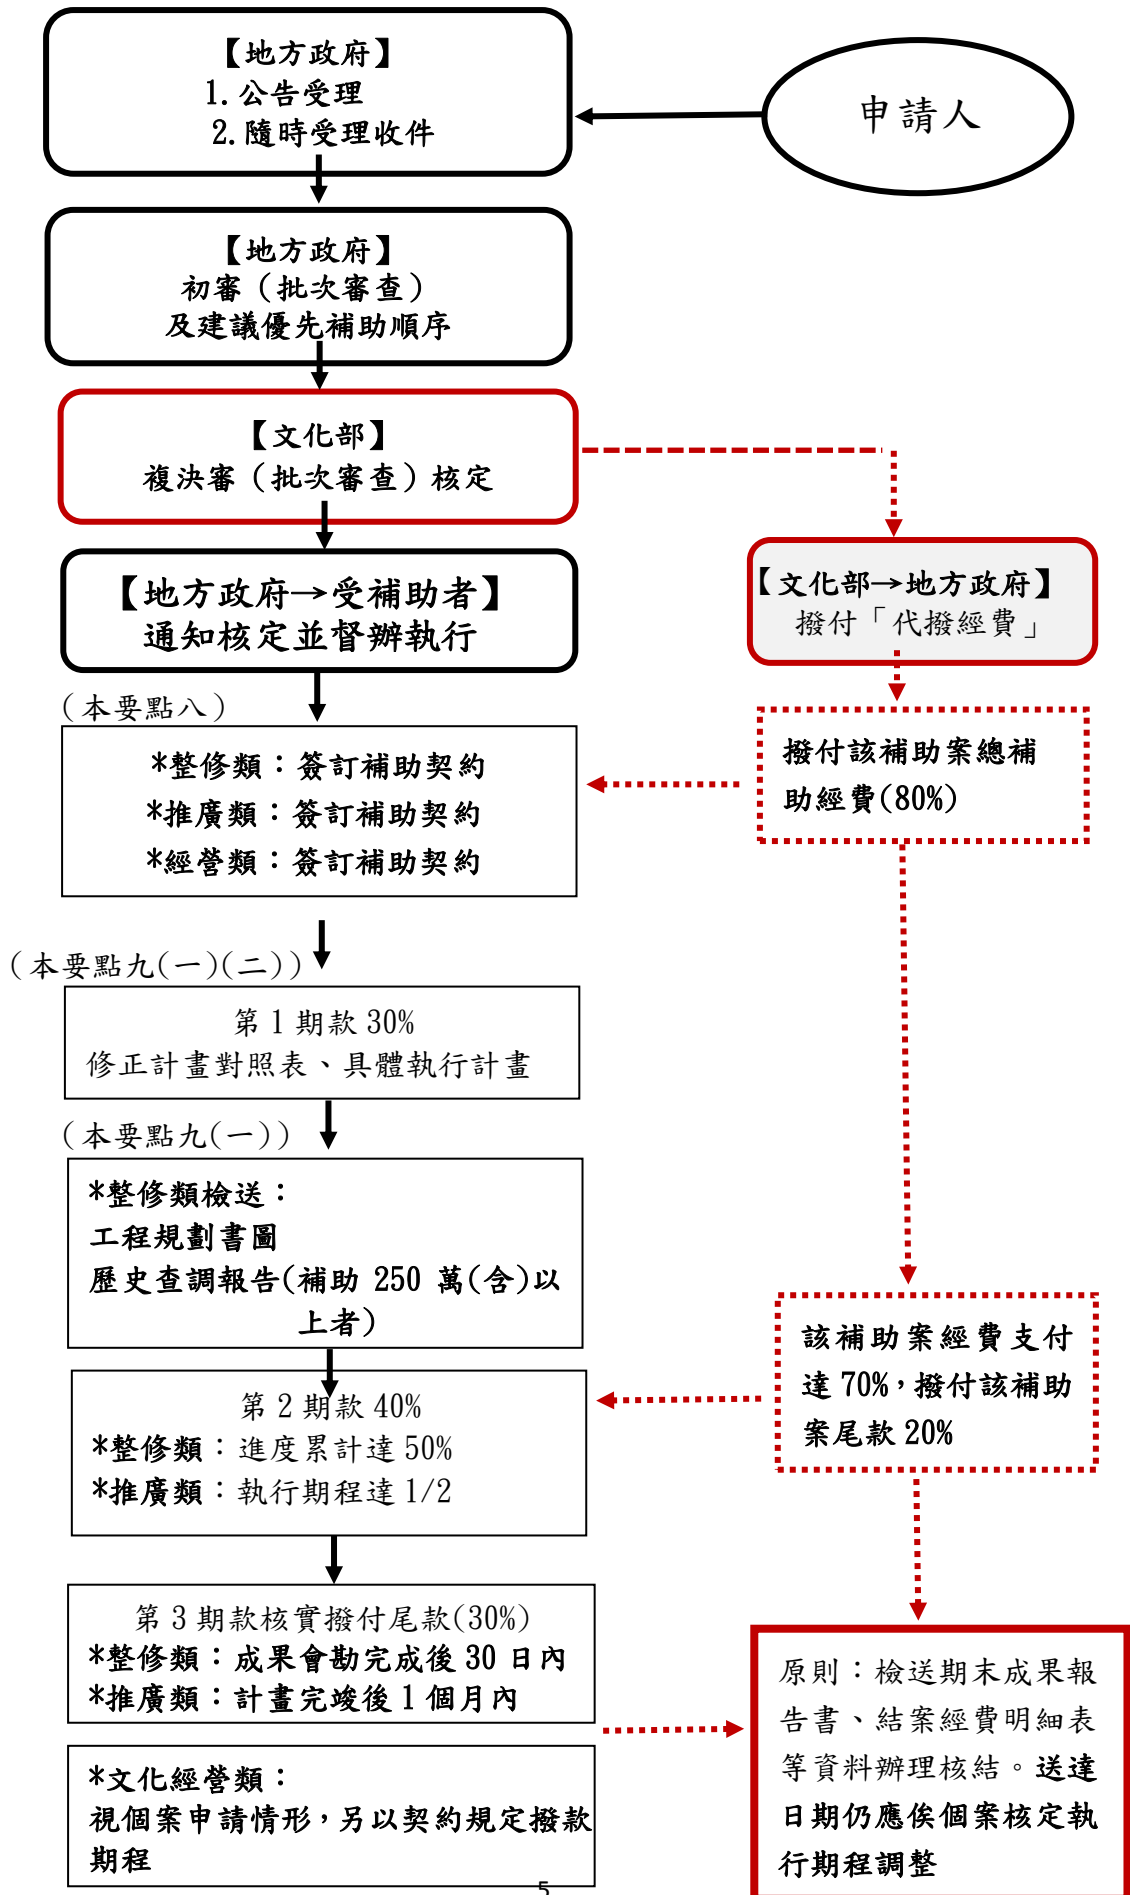 【地方政府】
1. 公告受理
2. 隨時受理收件
申請人
【地方政府】
初審（批次審查）
及建議優先補助順序
【文化部】
複決審（批次審查）核定
【地方政府→受補助者】
通知核定並督辦執行
【文化部→地方政府】
撥付「代撥經費」
（本要點八）
*整修類：簽訂補助契約
*推廣類：簽訂補助契約
*經營類：簽訂補助契約
撥付該補助案總補
助經費(80%)
（本要點九(一)(二)）
第 1 期款 30%
修正計畫對照表、具體執行計畫
（本要點九(一)）
*整修類檢送：
工程規劃書圖
歷史查調報告(補助 250 萬(含)以
上者)
該補助案經費支付
達 70%，撥付該補助
案尾款 20%
第 2 期款 40%
*整修類：進度累計達 50%
*推廣類：執行期程達 1/2
第 3 期款核實撥付尾款(30%)
*整修類：成果會勘完成後 30 日內
*推廣類：計畫完竣後 1 個月內
*文化經營類：
視個案申請情形，另以契約規定撥款
期程
原則：檢送期末成果報
告書、結案經費明細表
等資料辦理核結。送達
日期仍應俟個案核定執
行期程調整
5